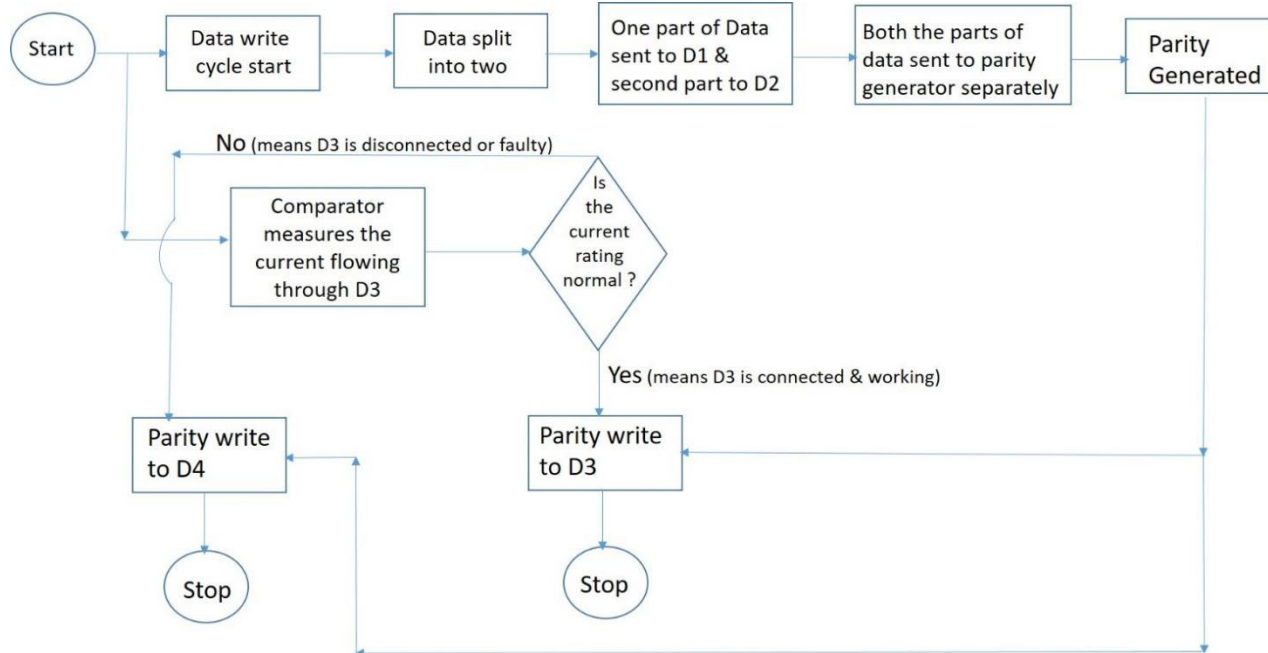 Start
Data write
cycle start
Data split
into two
One part of Data
sent to D1 &
second part to D2
Both the parts of
data sent to parity
generator separately
Parity
Generated
No (means D3 is disconnected or faulty)
Comparator
measures the
current flowing
through D3
Is
the
current
rating
normal ?
Yes (means D3 is connected & working)
Parity write
to D4
Parity write
to D3
Stop
Stop